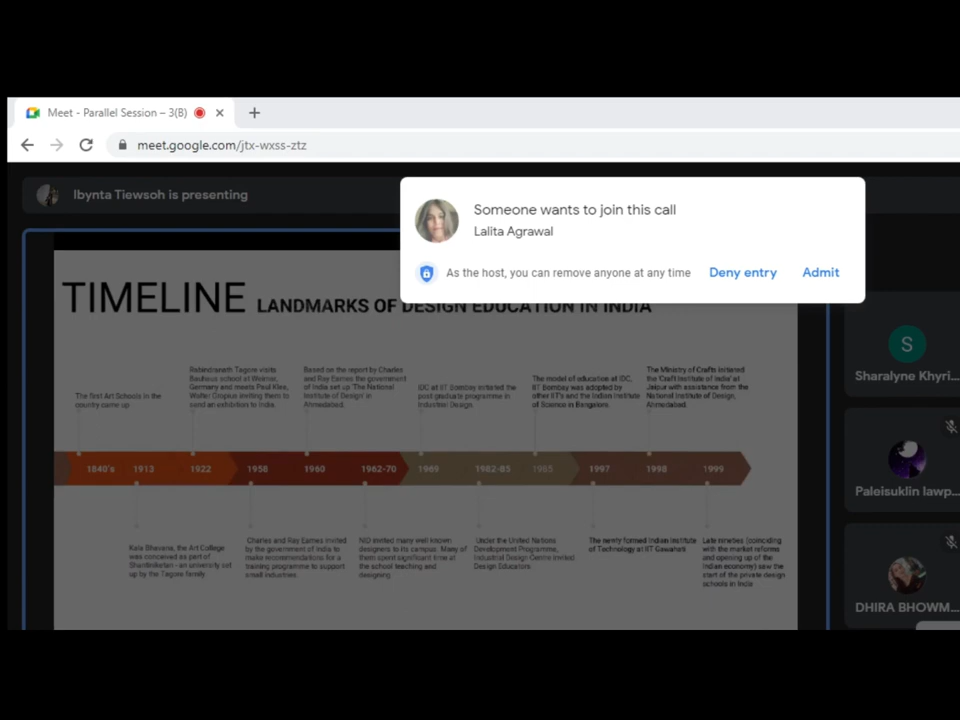 Meet - Parallel Session – 3(B)
meet.google.com/jtx-wxss-ztz
Ibynta Tiewsoh is presenting
Someone wants to join this call
Lalita Agrawal
As the host, you can remove anyone at any time
Deny entry
Admit
TIMELINE LANDMARKS OF DESIGN EDUCATION IN INDIA
The first Art Schools in the
country came up
Rabindranath Tagore visits
Bauhaus school at Weimar,
Germany and meets Paul Klee,
Walter Gropius inviting them to
send an exhibition to India.
Based on the report by Charles
and Ray Eames the government
of India set up 'The National
Institute of Design' in
Ahmedabad.
IDC at IIT Bombay initiated the
post graduate programme in
Industrial Design
The model of education at IDC,
IIT Bombay was adopted by
other IIT's and the Indian Institute
of Science in Bangalore.
The Ministry of Crafts initiated
the 'Craft Institute of India' at
Jaipur with assistance from the
National Institute of Design,
Ahmedabad.
1840's 1913 1922 1958 1960 1962-70 1969 1982-85 1985 1997 1998 1999
Kala Bhavana, the Art College
was conceived as part of
Shantiniketan - an university set
up by the Tagore family
Charles and Ray Eames invited
by the government of India to
make recommendations for a
training programme to support
small industries
NID invited many well known
designers to its campus. Many of
them spent significant time of
the school teaching and
designing
Under the United Nations
Development Programme,
Industrial Design Centre invited
Design Educators
The newly formed Indian Institute
of Technology at IIT Gawahati
Late nineties (coinciding
with the market reforms
and opening up of the
Indian economy) saw the
start of the private design
schools in India
S
Sharalyne Khyri...
Paleisuklin lawp...
DHIRA BHOWM...